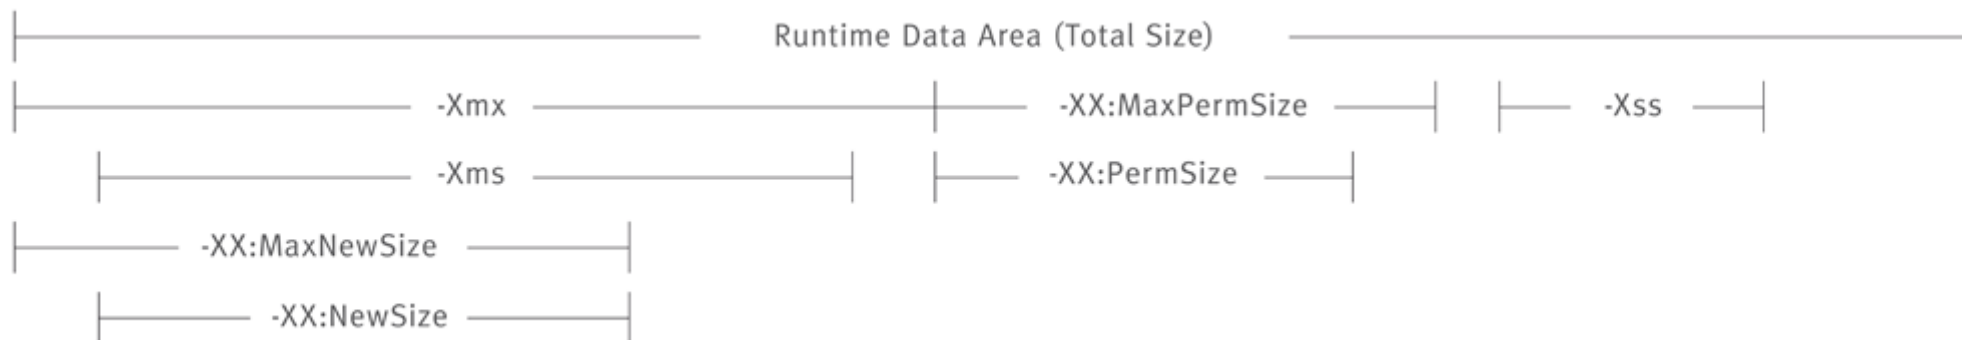 Runtime Data Area (Total Size)
-Xmx -XX:MaxPermSize -Xss
-Xms -XX:PermSize
-XX:MaxNewSize
-XX:NewSize